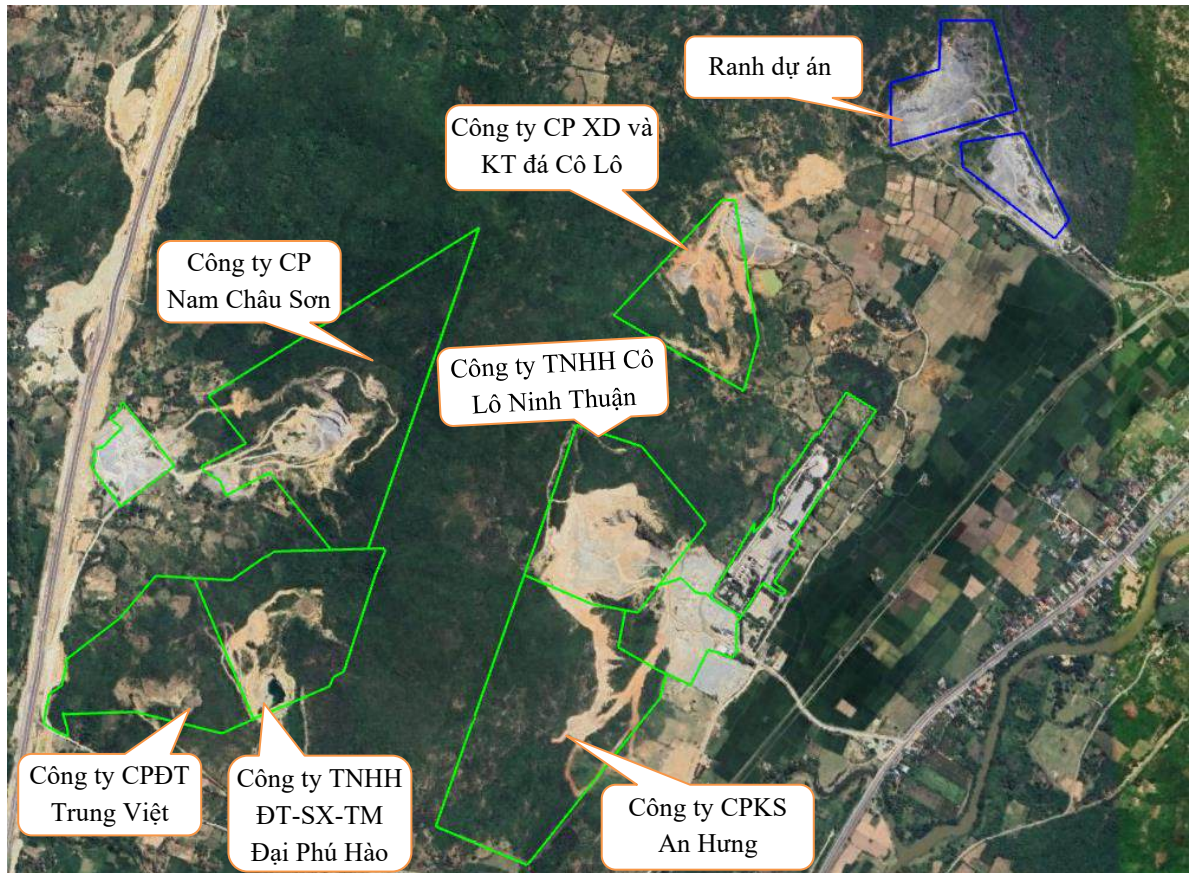 Ranh dự án
Công ty CP XD và
KT đá Cô Lô
Công ty CP
Nam Châu Sơn
Công ty TNHH Cô
Lô Ninh Thuận
Công ty CPĐT
Trung Việt
Công ty TNHH
ĐT-SX-TM
Đại Phú Hào
Công ty CPKS
An Hưng